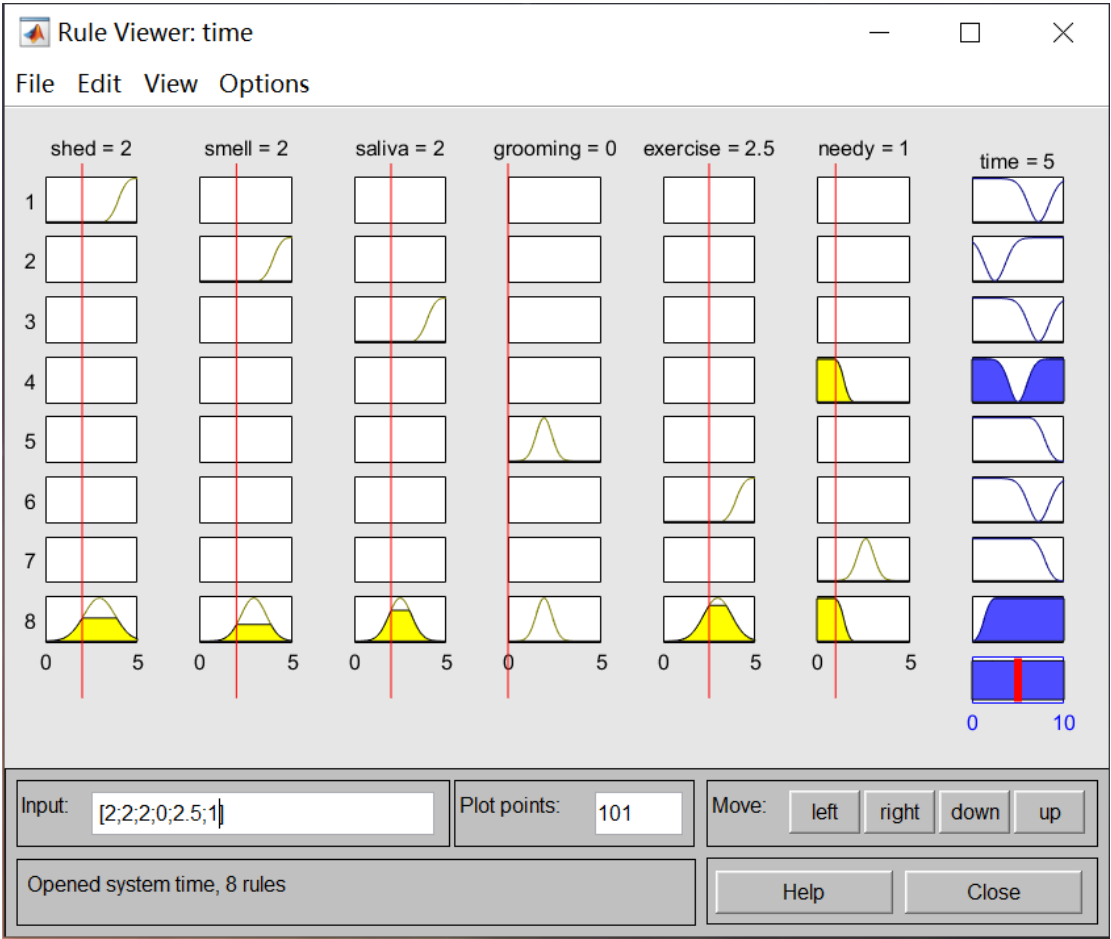 Rule Viewer: time
File Edit View Options
shed = 2 smell = 2 saliva = 2 grooming = 0 exercise = 2.5 needy = 1 time = 5
1
2
3
4
5
6
7
8
0 5 0 5 0 5 0 5 0 5 0 5
0 10
Input: [2;2;2;0;2.5;1] Plot points: 101 Move: left right down up
Opened system time, 8 rules Help Close